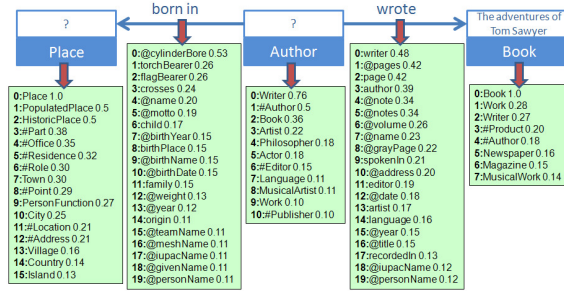 ? born in ? wrote The adventures of
Tom Sawyer
Place Author Book
0:Place 1.0
1:PopulatedPlace 0.5
2:HistoricPlace 0.5
3:#Part 0.38
4:#Office 0.35
5:#Residence 0.32
6:#Role 0.30
7:Town 0.30
8:#Point 0.29
9:PersonFunction 0.27
10:City 0.25
11:#Location 0.21
12:#Address 0.21
13:Village 0.16
14:Country 0.14
15:Island 0.13
0:@cylinderBore 0.53
1:torchBearer 0.26
2:flagBearer 0.26
3:crosses 0.24
4:@name 0.20
5:@motto 0.19
6:child 0.17
7:@birthYear 0.15
8:birthPlace 0.15
9:@birthName 0.15
10:@birthDate 0.15
11:family 0.15
12:@weight 0.13
13:@year 0.12
14:origin 0.11
15:@teamName 0.11
16:@meshName 0.11
17:@iupacName 0.11
18:@givenName 0.11
19:@personName 0.11
0:Writer 0.76
1:#Author 0.5
2:Book 0.36
3:Artist 0.22
4:Philosopher 0.18
5:Actor 0.18
6:#Editor 0.15
7:Language 0.11
8:MusicalArtist 0.11
9:Work 0.10
10:#Publisher 0.10
0:writer 0.48
1:@pages 0.42
2:page 0.42
3:author 0.39
4:@note 0.34
5:@notes 0.34
6:@volume 0.26
7:@name 0.23
8:@grayPage 0.22
9:spokenIn 0.21
10:@address 0.20
11:editor 0.19
12:@date 0.18
13:artist 0.17
14:language 0.16
15:@year 0.15
16:@title 0.15
17:recordedIn 0.13
18:@iupacName 0.12
19:@personName 0.12
0:Book 1.0
1:Work 0.28
2:Writer 0.27
3:#Product 0.20
4:#Author 0.18
5:Newspaper 0.16
6:Magazine 0.15
7:MusicalWork 0.14